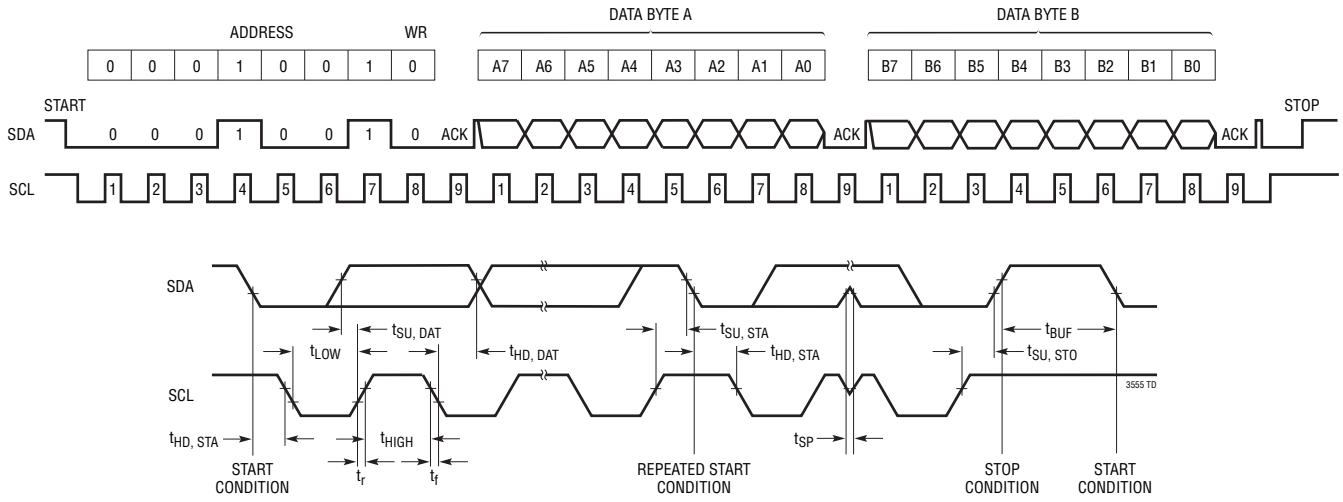 ADDRESS WR DATA BYTE A DATA BYTE B
0 0 0 1 0 0 1 0 A7 A6 A5 A4 A3 A2 A1 A0 B7 B6 B5 B4 B3 B2 B1 B0
START STOP
SDA 0 0 0 1 0 0 1 0 ACK ACK ACK
SCL 1 2 3 4 5 6 7 8 9 1 2 3 4 5 6 7 8 9 1 2 3 4 5 6 7 8 9
SDA
tSU, DAT tSU, STA tBUF
tLOW tHD, DAT tHD, STA tSU, STO
SCL 3555 TD
tHD, STA tHIGH tSP
tr tf
START CONDITION
REPEATED START CONDITION
STOP CONDITION
START CONDITION